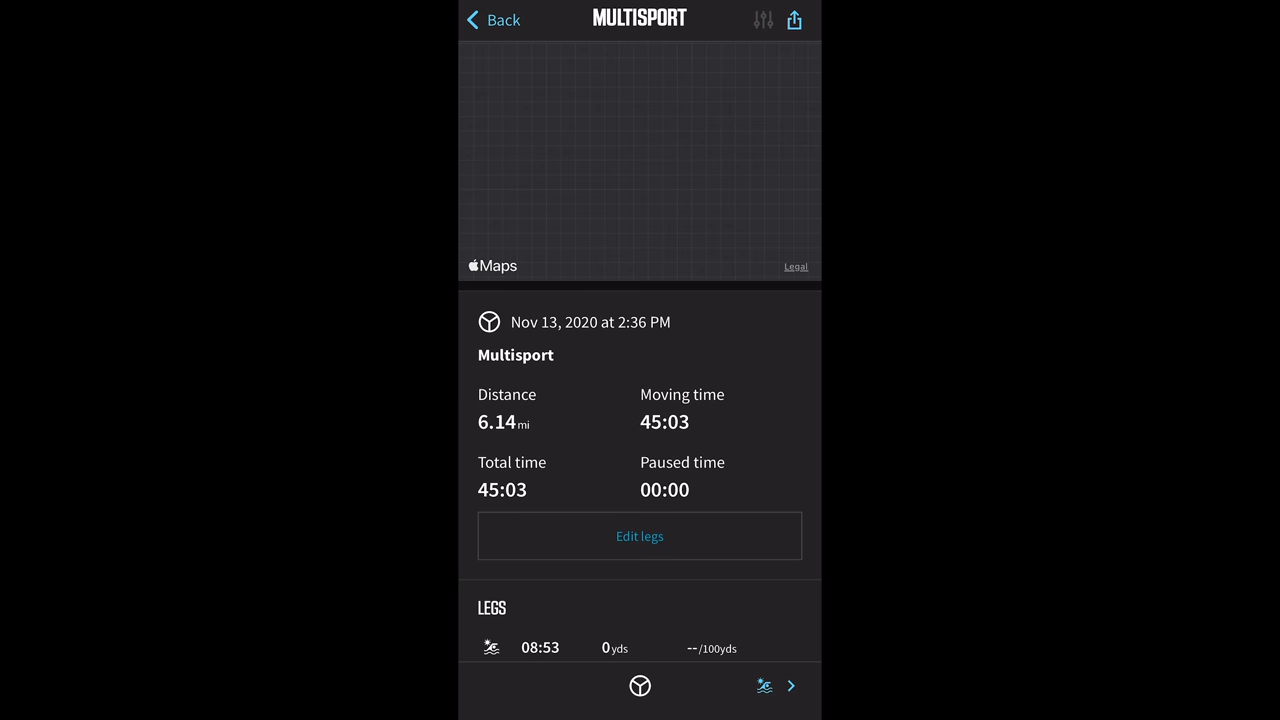 Back
MULTISPORT
Maps
Legal
Nov 13, 2020 at 2:36 PM
Multisport
Distance
Moving time
6.14 mi
45:03
Total time
Paused time
45:03
00:00
Edit legs
LEGS
08:53 0 yds --/100yds